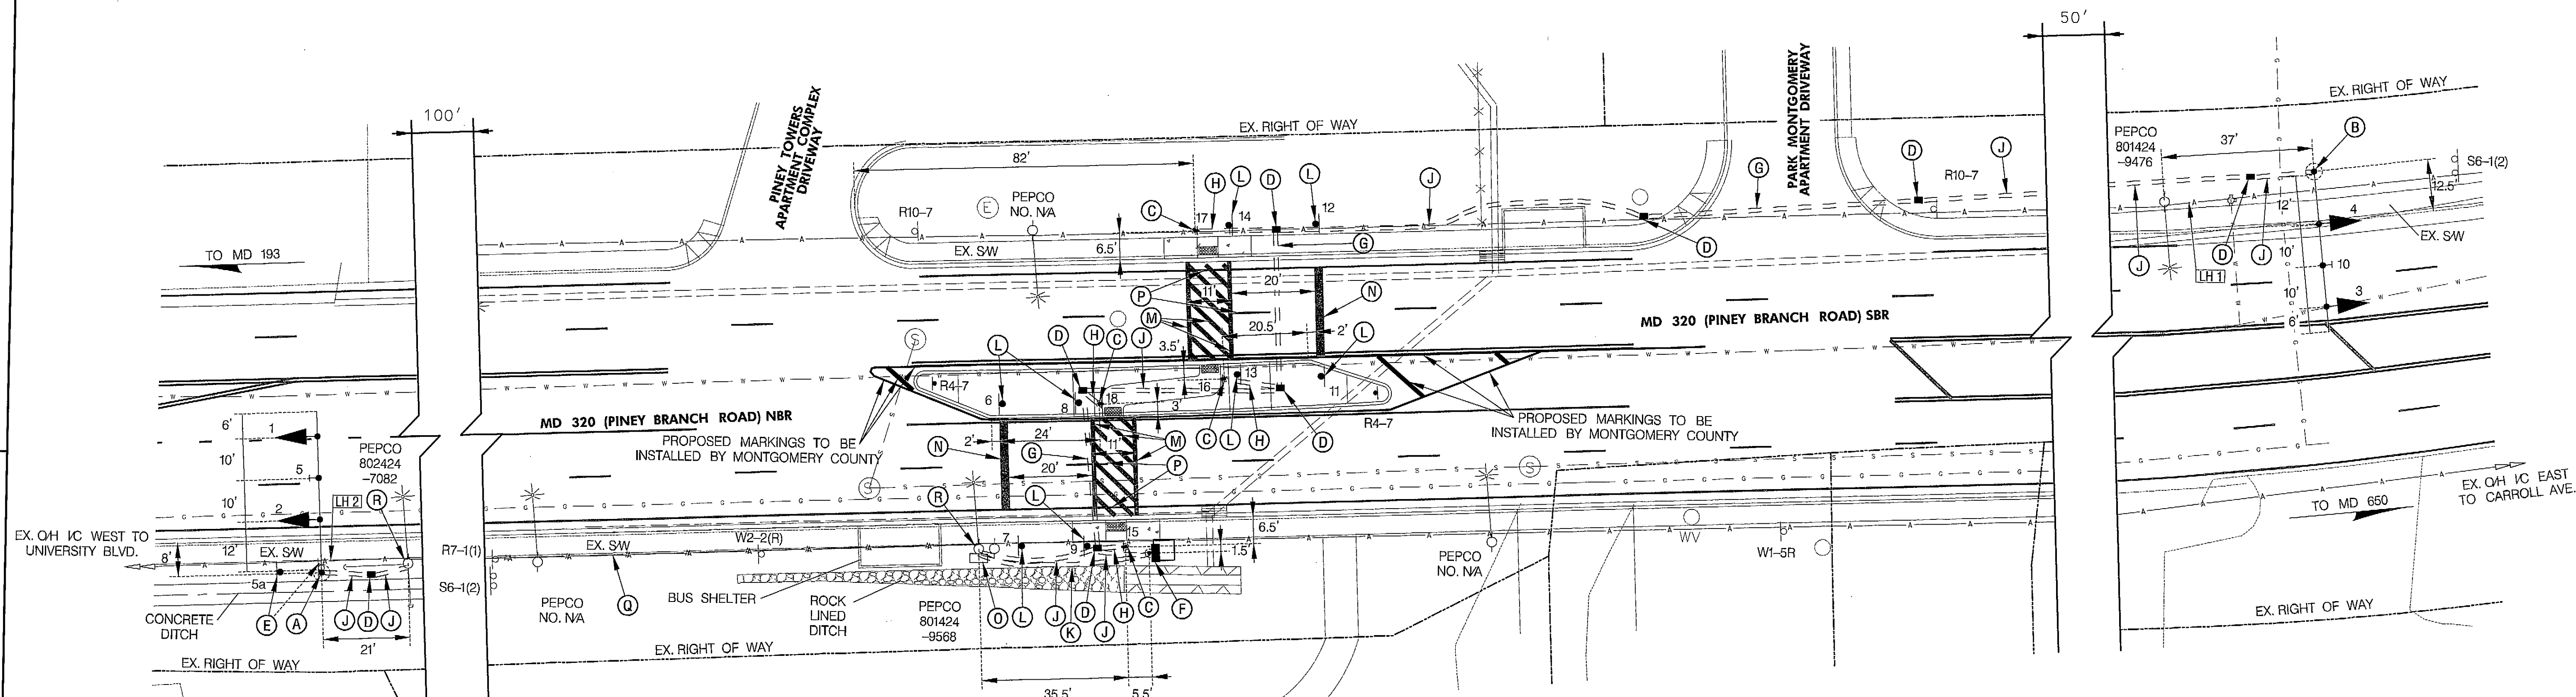 50'
100'
EX. RIGHT OF WAY
PINEY TOWERS
APARTMENT COMPLEX
DRIVEWAY
PARK MONTGOMERY
APARTMENT DRIVEWAY
EX. RIGHT OF WAY
PEPCO
801424
-9476
37'
B
S6-1(2)
12.5'
82'
H
L
D
L
J
G
D
J
R10-7
R10-7
E
PEPCO
NO. N/A
C
17
14
12
G
D
12'
4
EX. S/W
J
D
J
LH 1
10'
10
10'
3
6'
TO MD 193
EX. S/W
6.5'
P
11'
20'
N
M
20.5'
2'
L
MD 320 (PINEY BRANCH ROAD) SBR
3.5'
S
L
D
H
C
J
R4-7
6
8
18
16
13
11
3'
R4-7
MD 320 (PINEY BRANCH ROAD) NBR
PROPOSED MARKINGS TO BE
INSTALLED BY MONTGOMERY COUNTY
PROPOSED MARKINGS TO BE
INSTALLED BY MONTGOMERY COUNTY
C
L
H
D
2'
24'
11'
M
N
G
20'
P
S
S
6'
1
10'
5
10'
2
12'
8'
PEPCO
802424
-7082
LH 2
R
EX. O/H I/C WEST TO
UNIVERSITY BLVD.
EX. S/W
5a
CONCRETE
DITCH
E
A
J
D
J
21'
EX. RIGHT OF WAY
R7-1(1)
S6-1(2)
EX. S/W
W2-2(R)
R
L
7
9
15
6.5'
1.5'
PEPCO
NO. N/A
Q
BUS SHELTER
ROCK
LINED
DITCH
PEPCO
801424
-9568
O
L
J
K
D
J
H
C
F
EX. RIGHT OF WAY
35.5'
5.5'
PEPCO
NO. N/A
WV
W1-5R
TO MD 650
EX. O/H I/C EAST
TO CARROLL AVE.
EX. RIGHT OF WAY